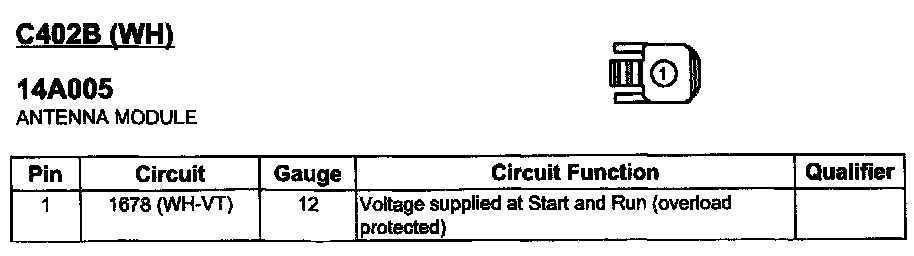 C402B (WH)
14A005
ANTENNA MODULE
1
Pin Circuit Gauge Circuit Function Qualifier
1 1678 (WH-VT) 12 Voltage supplied at Start and Run (overload
protected)